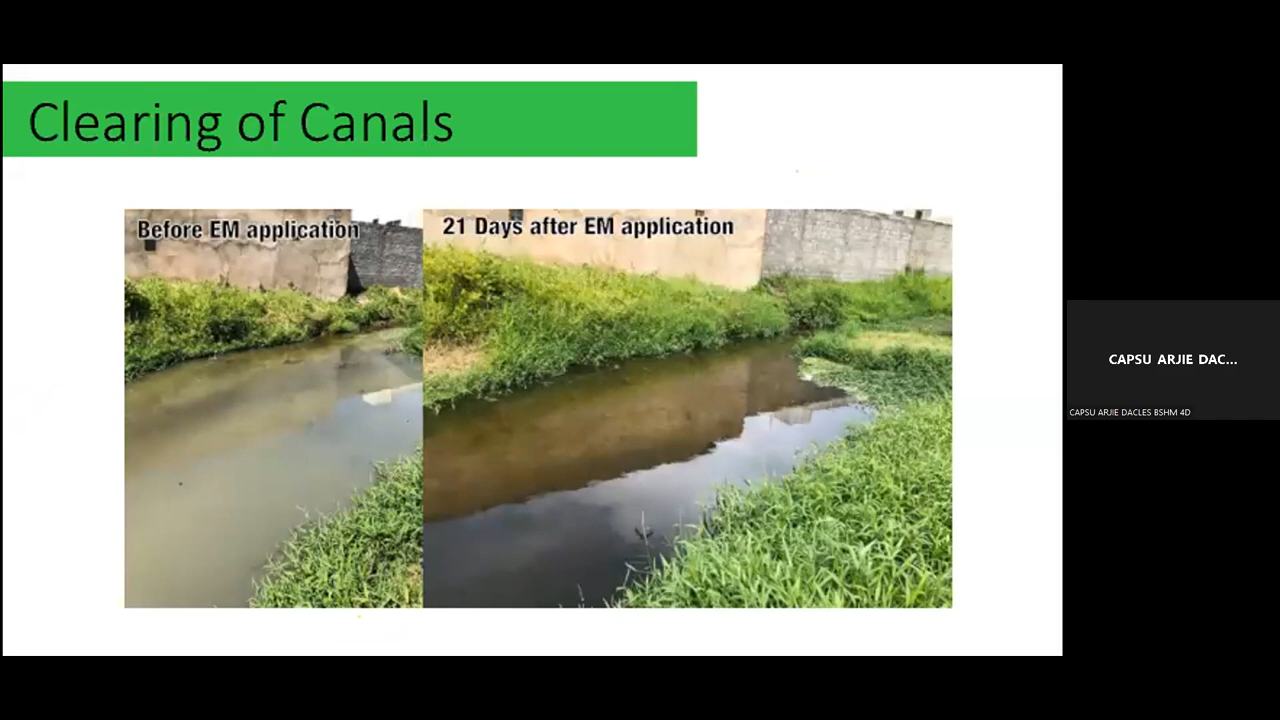 Clearing of Canals
Before EM application
21 Days after EM application
CAPSU ARJIE DAC...
CAPSU ARJIE DACLES BSHM 4D